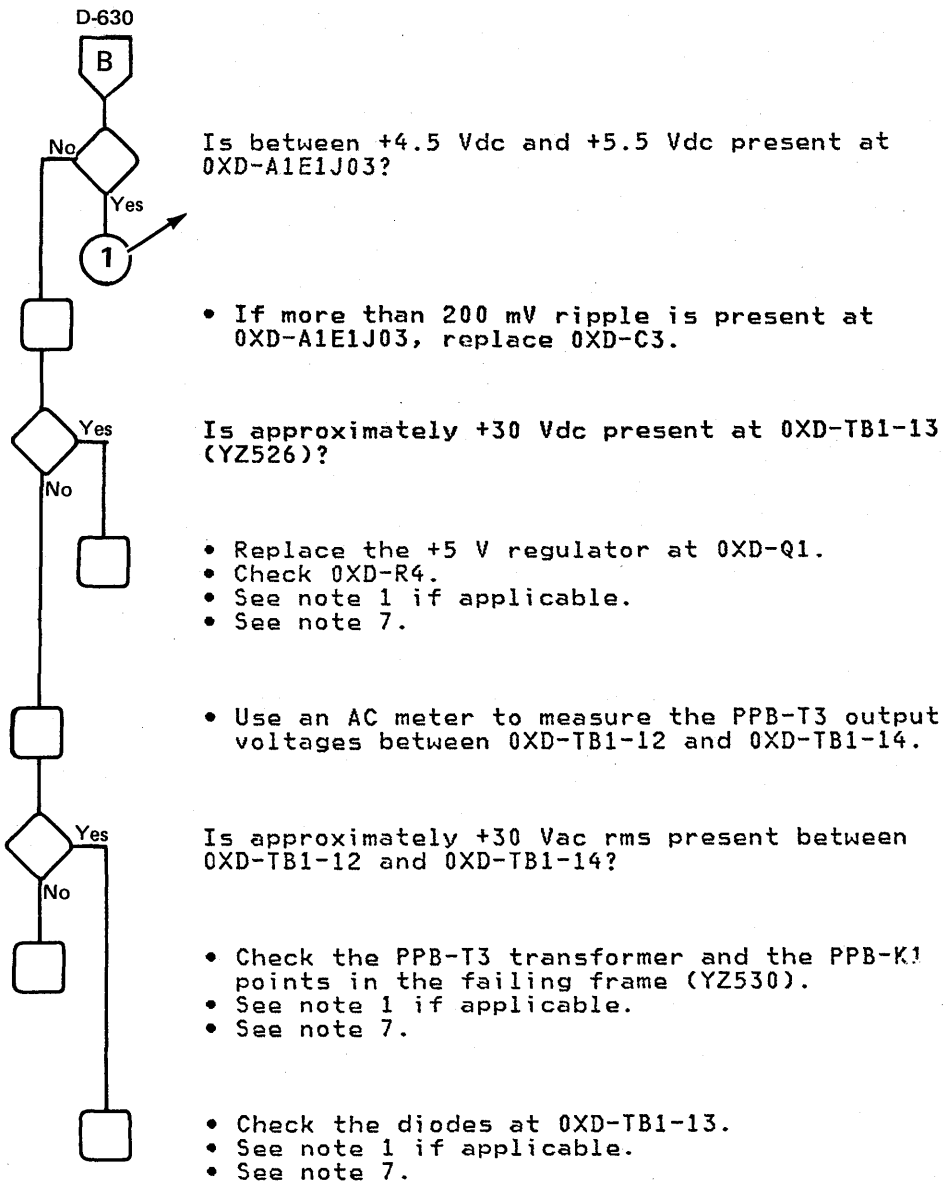 D-630
B
No
Is between +4.5 Vdc and +5.5 Vdc present at
0XD-A1E1J03?
Yes
1
• If more than 200 mV ripple is present at
0XD-A1E1J03, replace 0XD-C3.
Yes
Is approximately +30 Vdc present at 0XD-TB1-13
(YZ526)?
No
• Replace the +5 V regulator at 0XD-Q1.
• Check 0XD-R4.
• See note 1 if applicable.
• See note 7.
• Use an AC meter to measure the PPB-T3 output
voltages between 0XD-TB1-12 and 0XD-TB1-14.
Yes
Is approximately +30 Vac rms present between
0XD-TB1-12 and 0XD-TB1-14?
No
• Check the PPB-T3 transformer and the PPB-K1
points in the failing frame (YZ530).
• See note 1 if applicable.
• See note 7.
• Check the diodes at 0XD-TB1-13.
• See note 1 if applicable.
• See note 7.